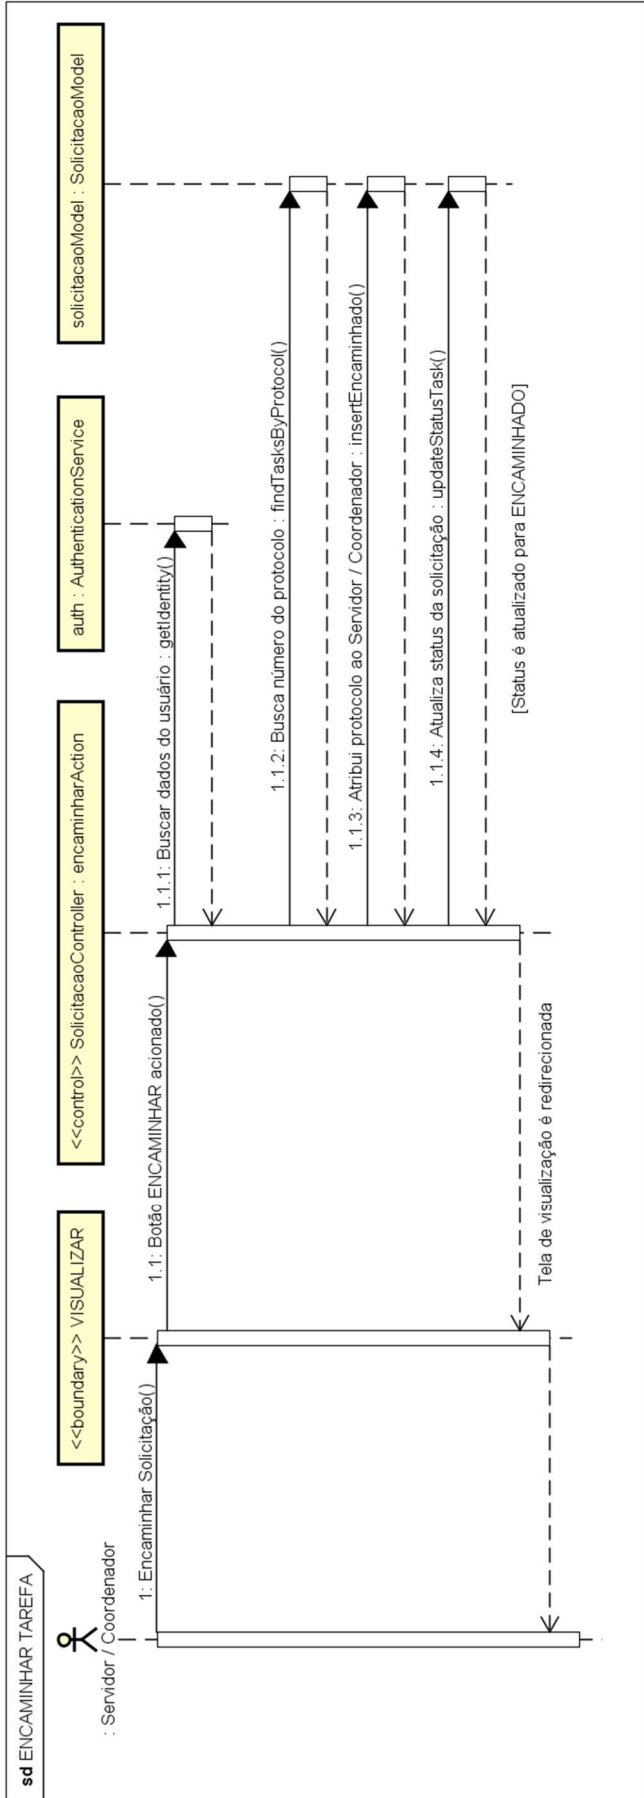 sd ENCAMINHAR TAREFA
: Servidor / Coordenador
<<boundary>> VISUALIZAR
<<control>> SolicitacaoController : encaminharAction
auth : AuthenticationService
solicitacaoModel : SolicitacaoModel
1: Encaminhar Solicitação()
1.1: Botão ENCAMINHAR acionado()
1.1.1: Buscar dados do usuário : getIdentity()
1.1.2: Busca número do protocolo : findTasksByProtocol()
1.1.3: Atribui protocolo ao Servidor / Coordenador : insertEncaminhado()
1.1.4: Atualiza status da solicitação : updateStatusTask()
[Status é atualizado para ENCAMINHADO]
Tela de visualização é redirecionada